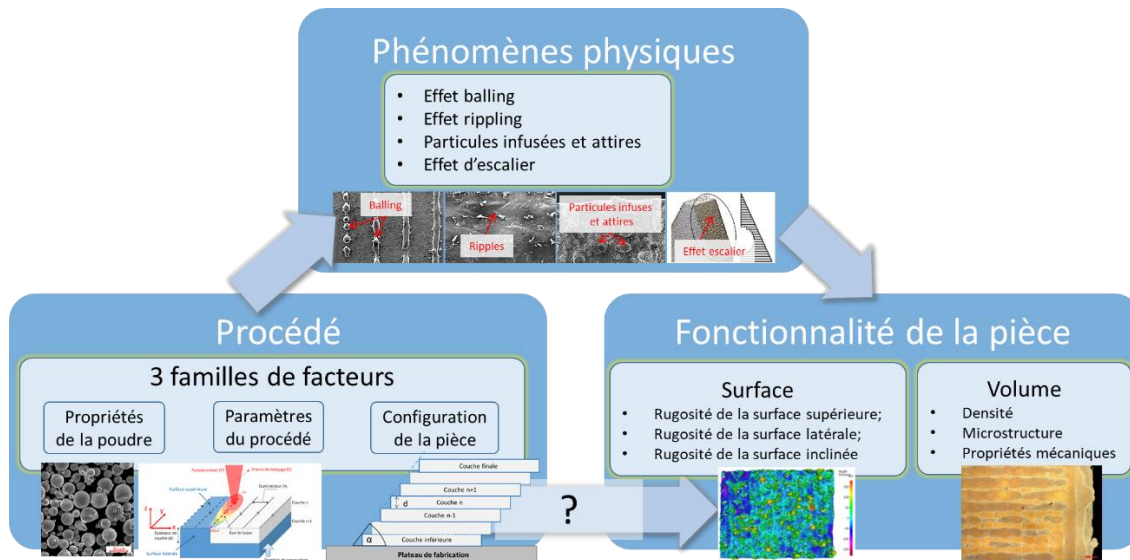 Phénomènes physiques
• Effet balling
• Effet rippling
• Particules infusées et attires
• Effet d'escalier
Balling
Ripples
Particules infuses
et attires
Effet escalier
Procédé
3 familles de facteurs
Propriétés
de la poudre
Paramètres
du procédé
Configuration
de la pièce
Surface supérieure
Surface latérale
Z
Y
X
Couche finale
Couche n+1
Couche n
Couche n-1
Couche inférieure
d
α
Plateau de fabrication
?
Fonctionnalité de la pièce
Surface
• Rugosité de la surface supérieure;
• Rugosité de la surface latérale;
• Rugosité de la surface inclinée
Volume
• Densité
• Microstructure
• Propriétés mécaniques